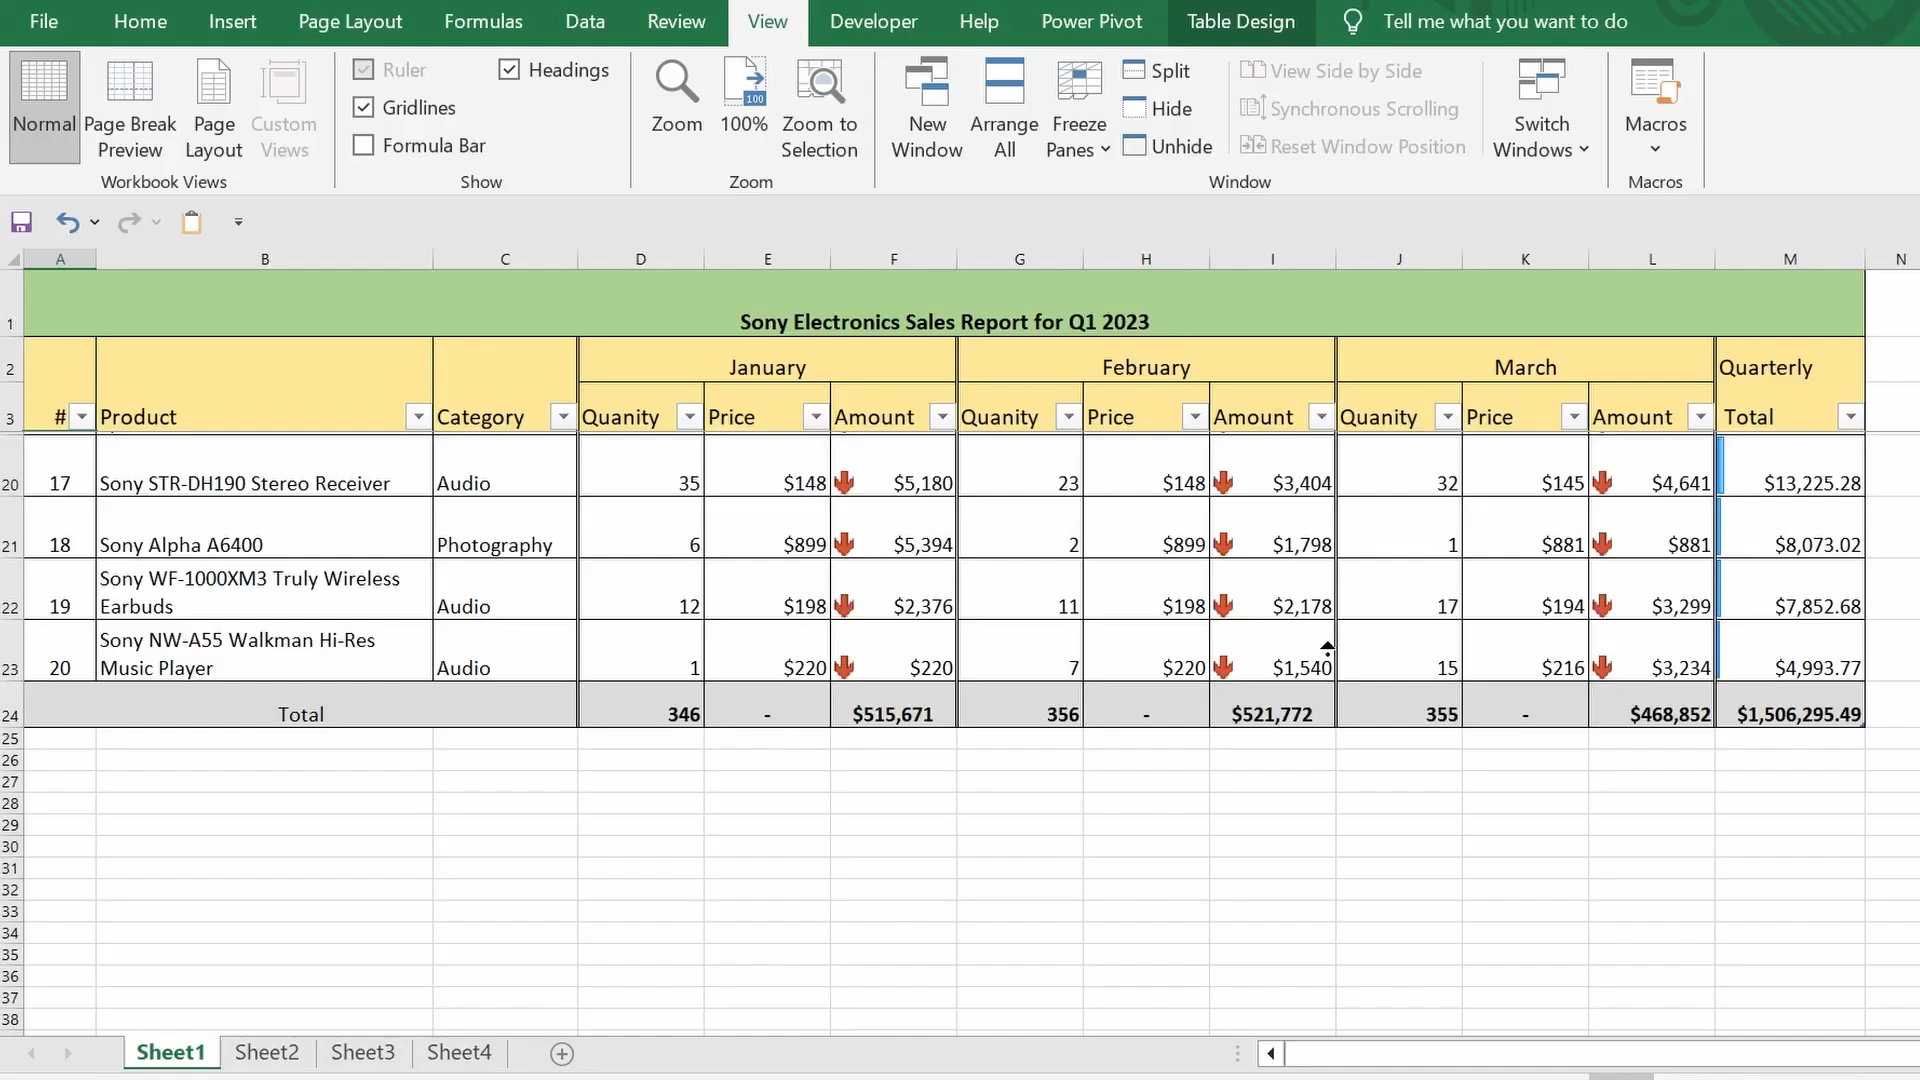 File Home Insert Page Layout Formulas Data Review View Developer Help Power Pivot Table Design Tell me what you want to do
Normal Page Break Preview Page Layout Custom Views
Workbook Views
Ruler Headings
Gridlines
Formula Bar
Show
Zoom 100% Zoom to Selection
100
Zoom
New Window Arrange All Freeze Panes
Split
Hide
Unhide
View Side by Side
Synchronous Scrolling
Reset Window Position
Switch Windows
Window
Macros
Macros
A B C D E F G H I J K L M N
1 Sony Electronics Sales Report for Q1 2023
2 January February March Quarterly
3 # Product Category Quanity Price Amount Quanity Price Amount Quanity Price Amount Total
20 17 Sony STR-DH190 Stereo Receiver Audio 35 $148 $5,180 23 $148 $3,404 32 $145 $4,641 $13,225.28
21 18 Sony Alpha A6400 Photography 6 $899 $5,394 2 $899 $1,798 1 $881 $881 $8,073.02
Sony WF-1000XM3 Truly Wireless
22 19 Earbuds Audio 12 $198 $2,376 11 $198 $2,178 17 $194 $3,299 $7,852.68
Sony NW-A55 Walkman Hi-Res
23 20 Music Player Audio 1 $220 $220 7 $220 $1,540 15 $216 $3,234 $4,993.77
24 Total 346 - $515,671 356 - $521,772 355 - $468,852 $1,506,295.49
25
26
27
28
29
30
31
32
33
34
35
36
37
38
Sheet1 Sheet2 Sheet3 Sheet4